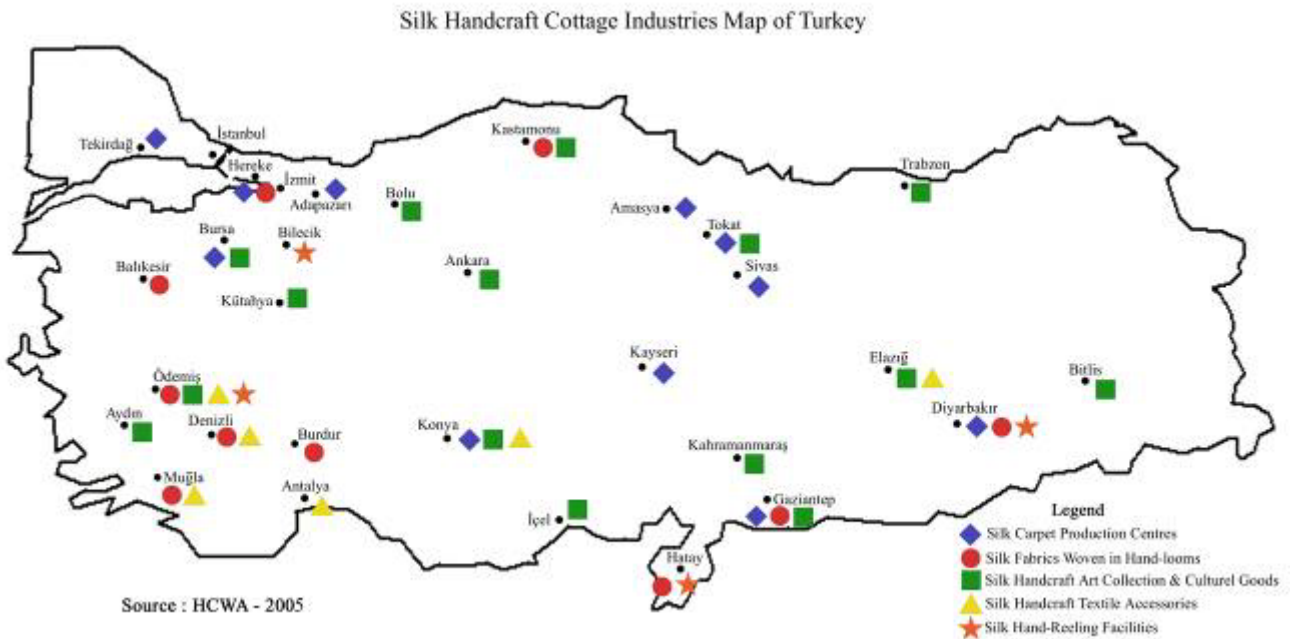 Silk Handcraft Cottage Industries Map of Turkey
Tekirdağ
İstanbul
Hereke
İzmit
Adapazarı
Kastamonu
Bolu
Trabzon
Amasya
Tokat
Sivas
Bursa
Bilecik
Balıkesir
Kütahya
Ankara
Kayseri
Elazığ
Bitlis
Diyarbakır
Ödemiş
Aydın
Denizli
Burdur
Konya
Kahramanmaraş
Muğla
Antalya
İçel
Gaziantep
Hatay
Legend
Silk Carpet Production Centres
Silk Fabrics Woven in Hand-looms
Silk Handcraft Art Collection & Culturel Goods
Silk Handcraft Textile Accessories
Silk Hand-Reeling Facilities
Source : HCWA - 2005